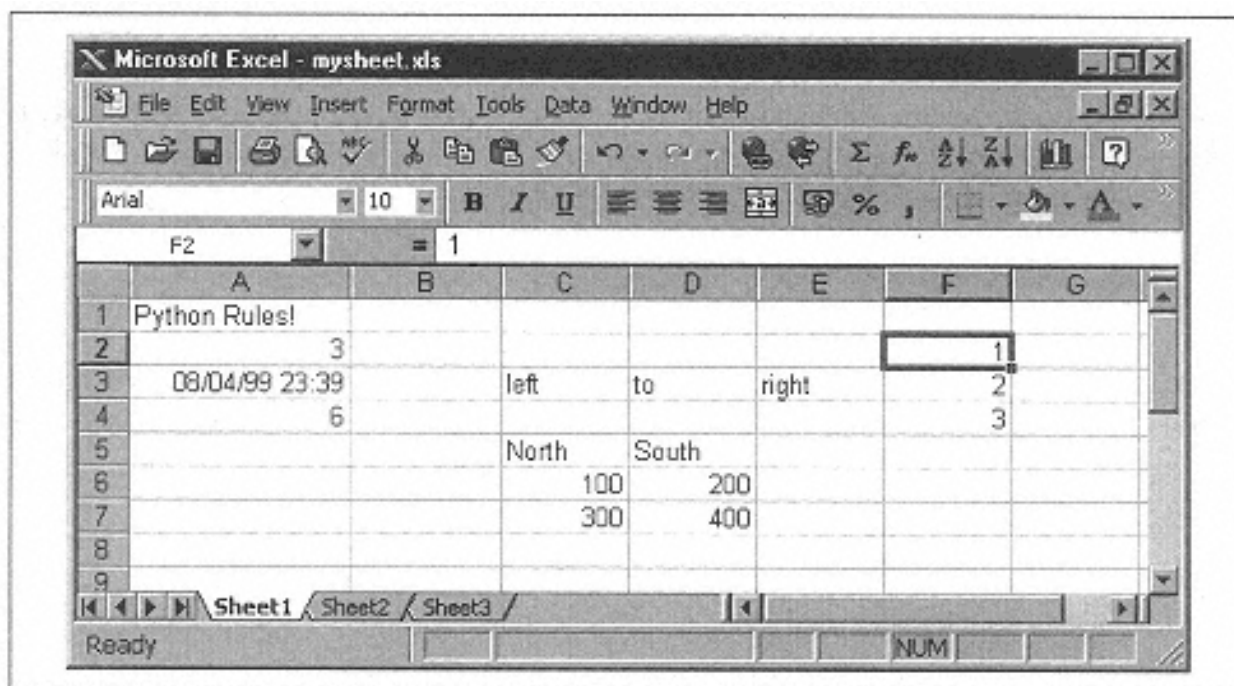 Microsoft Excel - mysheet.xls
File Edit View Insert Format Tools Data Window Help
Arial 10 B I U % ,
F2 = 1
A B C D E F G
1 Python Rules!
2 3 1
3 08/04/99 23:39 left to right 2
4 6 3
5 North South
6 100 200
7 300 400
8
9
Sheet1 Sheet2 Sheet3
Ready NUM